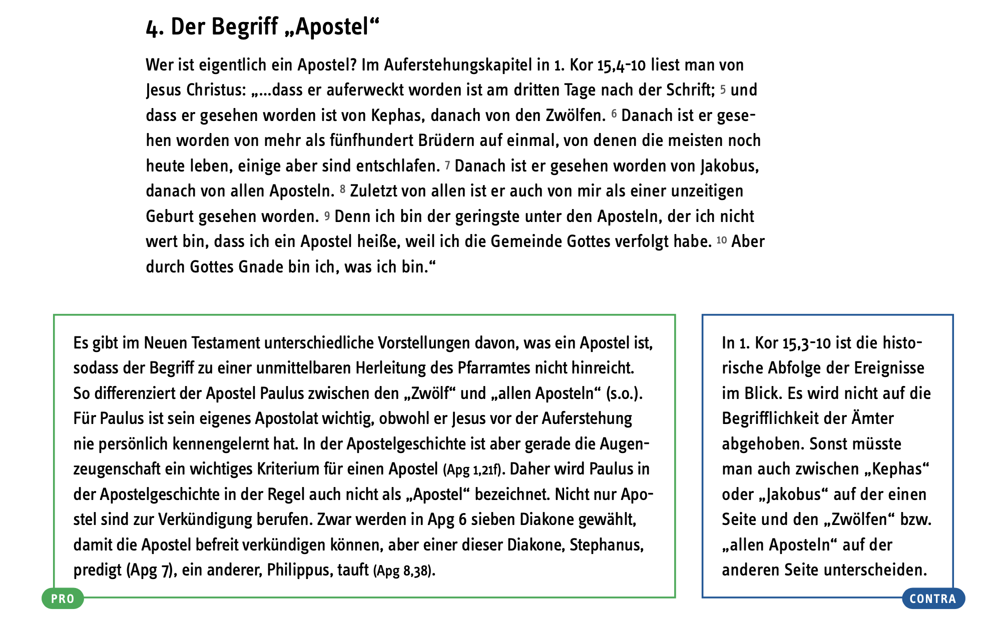 4. Der Begriff „Apostel“
Wer ist eigentlich ein Apostel? Im Auferstehungskapitel in 1. Kor 15,4-10 liest man von
Jesus Christus: „...dass er auferweckt worden ist am dritten Tage nach der Schrift; 5 und
dass er gesehen worden ist von Kephas, danach von den Zwölfen. 6 Danach ist er gese-
hen worden von mehr als fünfhundert Brüdern auf einmal, von denen die meisten noch
heute leben, einige aber sind entschlafen. 7 Danach ist er gesehen worden von Jakobus,
danach von allen Aposteln. 8 Zuletzt von allen ist er auch von mir als einer unzeitigen
Geburt gesehen worden. 9 Denn ich bin der geringste unter den Aposteln, der ich nicht
wert bin, dass ich ein Apostel heiße, weil ich die Gemeinde Gottes verfolgt habe. 10 Aber
durch Gottes Gnade bin ich, was ich bin.“
Es gibt im Neuen Testament unterschiedliche Vorstellungen davon, was ein Apostel ist,
sodass der Begriff zu einer unmittelbaren Herleitung des Pfarramtes nicht hinreicht.
So differenziert der Apostel Paulus zwischen den „Zwölf“ und „allen Aposteln“ (s.o.).
Für Paulus ist sein eigenes Apostolat wichtig, obwohl er Jesus vor der Auferstehung
nie persönlich kennengelernt hat. In der Apostelgeschichte ist aber gerade die Augen-
zeugenschaft ein wichtiges Kriterium für einen Apostel (Apg 1,21f). Daher wird Paulus in
der Apostelgeschichte in der Regel auch nicht als „Apostel“ bezeichnet. Nicht nur Apo-
stel sind zur Verkündigung berufen. Zwar werden in Apg 6 sieben Diakone gewählt,
damit die Apostel befreit verkündigen können, aber einer dieser Diakone, Stephanus,
predigt (Apg 7), ein anderer, Philippus, tauft (Apg 8,38).
PRO
In 1. Kor 15,3-10 ist die histo-
rische Abfolge der Ereignisse
im Blick. Es wird nicht auf die
Begrifflichkeit der Ämter
abgehoben. Sonst müsste
man auch zwischen „Kephas“
oder „Jakobus“ auf der einen
Seite und den „Zwölfen“ bzw.
„allen Aposteln“ auf der
anderen Seite unterscheiden.
CONTRA